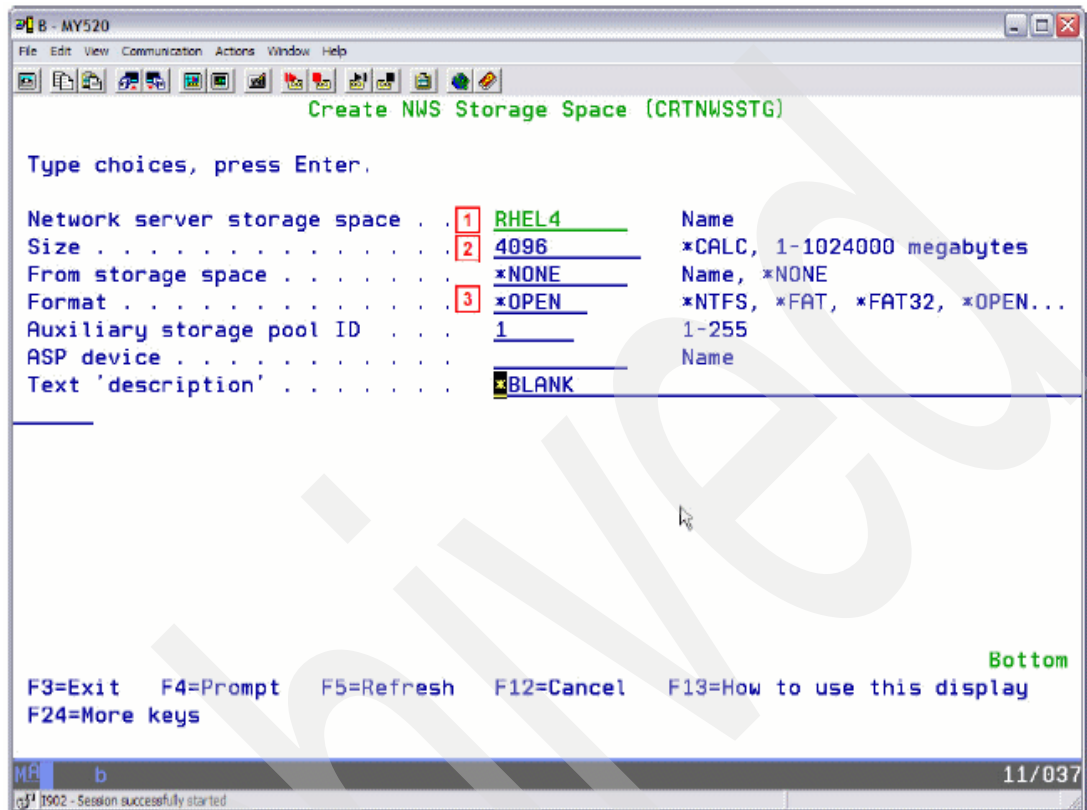 B - MY520
File Edit View Communication Actions Window Help
Create NWS Storage Space (CRTNWSSTG)
Type choices, press Enter.
Network server storage space . . 1 RHEL4 Name
Size . . . . . . . . . . . . . . 2 4096 *CALC, 1-1024000 megabytes
From storage space . . . . . . . *NONE Name, *NONE
Format . . . . . . . . . . . . . 3 *OPEN *NTFS, *FAT, *FAT32, *OPEN...
Auxiliary storage pool ID . . . 1 1-255
ASP device . . . . . . . . . . . Name
Text 'description' . . . . . . . *BLANK
Bottom
F3=Exit F4=Prompt F5=Refresh F12=Cancel F13=How to use this display
F24=More keys
MA b 11/037
I902 - Session successfully started
hived